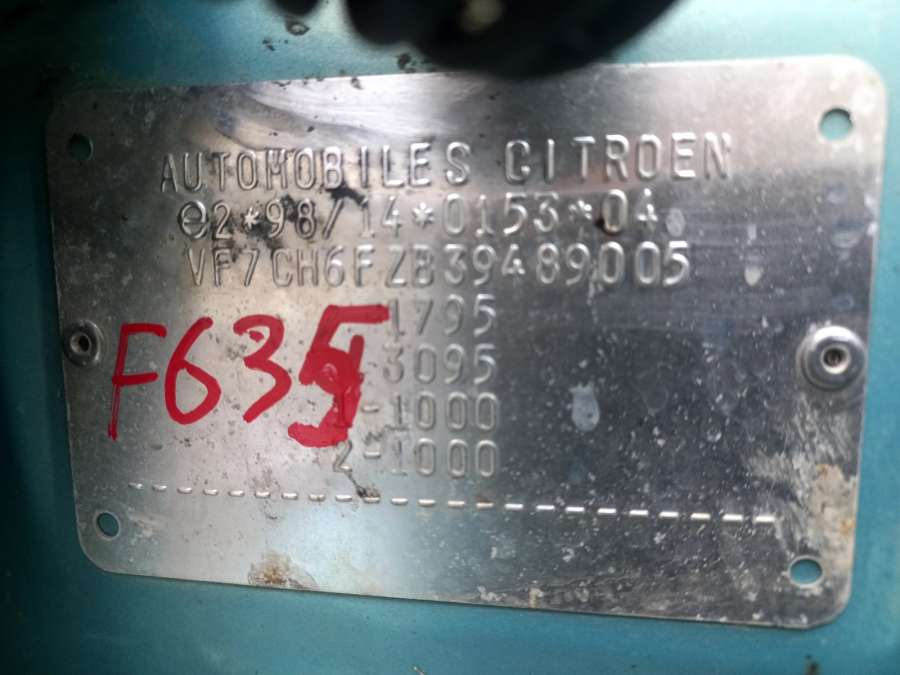 AUTOMOBILES CITROEN
e2*98/14*0153*04
VF7CH6FZB39489005
1795
3095
1-1000
2-1000
F635